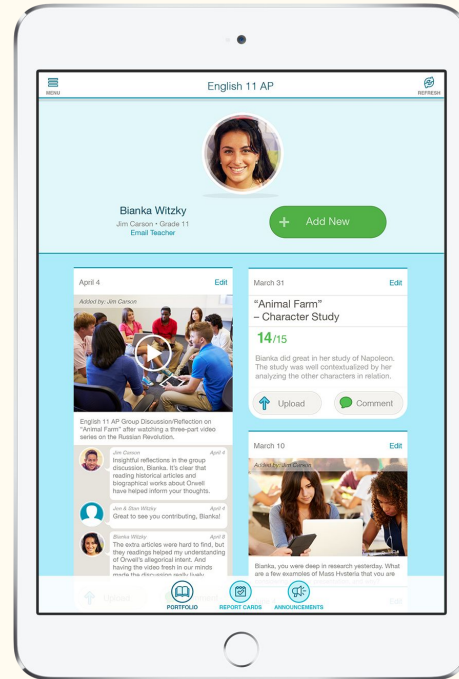 English 11 AP
MENU
REFRESH
Bianka Witzky
Jim Carson • Grade 11
Email Teacher
+ Add New
April 4 Edit
Added by: Jim Carson
English 11 AP Group Discussion/Reflection on
"Animal Farm" after watching a three-part video
series on the Russian Revolution.
Jim Carson April 4
Insightful reflections in the group
discussion, Bianka. It's clear that
reading historical articles and
biographical works about Orwell
have helped inform your thoughts.
Jim & Sker Witzky April 4
Great to see you contributing, Bianka!
Bianka Witzky April 8
The extra articles were hard to find, but
they readings helped my understanding
of Orwell's allegorical intent. And
having the video fresh in our minds
made the discussion really lively.
March 31 Edit
"Animal Farm"
– Character Study
14/15
Bianka did great in her study of Napoleon.
The study was well contextualized by her
analyzing the other characters in relation.
Upload
Comment
March 10 Edit
Added by: Jim Carson
Bianka, you were deep in research yesterday. What
are a few examples of Mass Hysteria that you are
Edit
PORTFOLIO
REPORT CARDS
ANNOUNCEMENTS